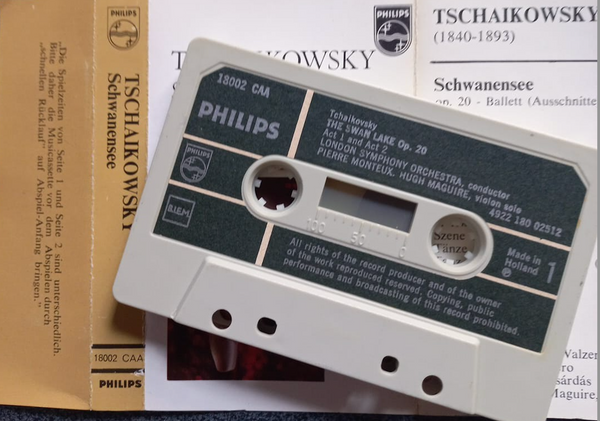 „Die Spielzeiten von Seite 1 und Seite 2 sind unterschiedlich.
Bitte daher die Musicassette vor dem Abspielen durch
„schnellen Rücklauf“ auf Abspiel-Anfang bringen.“
PHILIPS
TSCHAIKOWSKY
Schwanensee
18002 CAA
PHILIPS
PHILIPS
TSCHAIKOWSKY
(1840-1893)
Schwanensee
op. 20 - Ballett (Ausschnitte
18002 CAA
PHILIPS
Tchaikovsky
THE SWAN LAKE Op. 20
Act 1 and Act 2
LONDON SYMPHONY ORCHESTRA, conductor
PIERRE MONTEUX. HUGH MAGUIRE, violon solo
4922 180 02512
PHILIPS
BIEM
100 50 0
Szene
Tänze
Made in
Holland
℗
1
All rights of the record producer and of the owner
of the work reproduced reserved. Copying, public
performance and broadcasting of this record prohibited.
Walzer